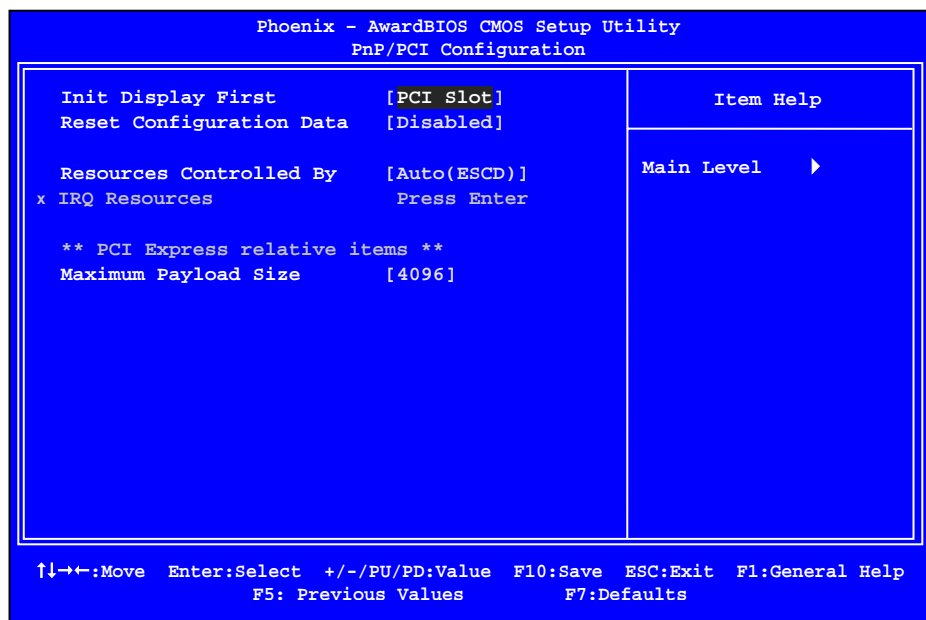 Phoenix – AwardBIOS CMOS Setup Utility
PnP/PCI Configuration
Init Display First [PCI Slot]
Reset Configuration Data [Disabled]
Resources Controlled By [Auto(ESCD)]
x IRQ Resources Press Enter
** PCI Express relative items **
Maximum Payload Size [4096]
Item Help
Main Level ▶
↑↓→←:Move Enter:Select +/-/PU/PD:Value F10:Save ESC:Exit F1:General Help
F5: Previous Values F7:Defaults